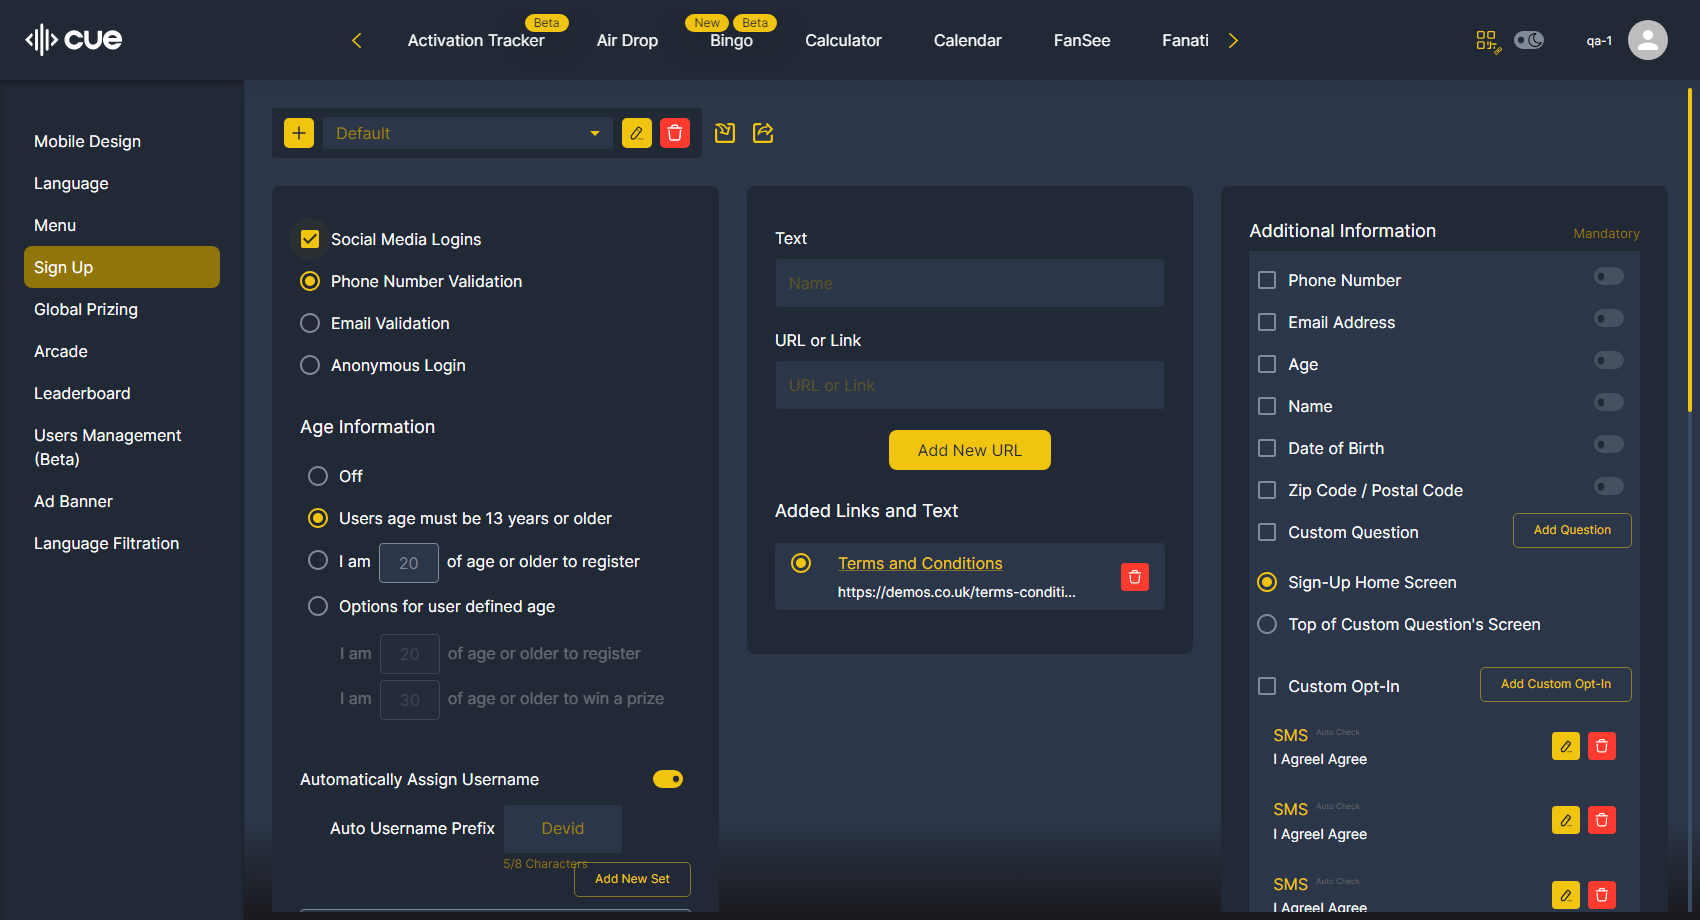 cue
Activation Tracker
Beta
Air Drop
New
Beta
Bingo
Calculator
Calendar
FanSee
Fanati
qa-1
Mobile Design
Language
Menu
Sign Up
Global Prizing
Arcade
Leaderboard
Users Management
(Beta)
Ad Banner
Language Filtration
Default
Social Media Logins
Phone Number Validation
Email Validation
Anonymous Login
Age Information
Off
Users age must be 13 years or older
I am 20 of age or older to register
Options for user defined age
I am 20 of age or older to register
I am 30 of age or older to win a prize
Automatically Assign Username
Auto Username Prefix Devid
5/8 Characters
Add New Set
Text
Name
URL or Link
URL or Link
Add New URL
Added Links and Text
Terms and Conditions
https://demos.co.uk/terms-conditi...
Additional Information Mandatory
Phone Number
Email Address
Age
Name
Date of Birth
Zip Code / Postal Code
Custom Question Add Question
Sign-Up Home Screen
Top of Custom Question's Screen
Custom Opt-In Add Custom Opt-In
SMS Auto Check
I AgreeI Agree
SMS Auto Check
I AgreeI Agree
SMS Auto Check
I AgreeI Agree